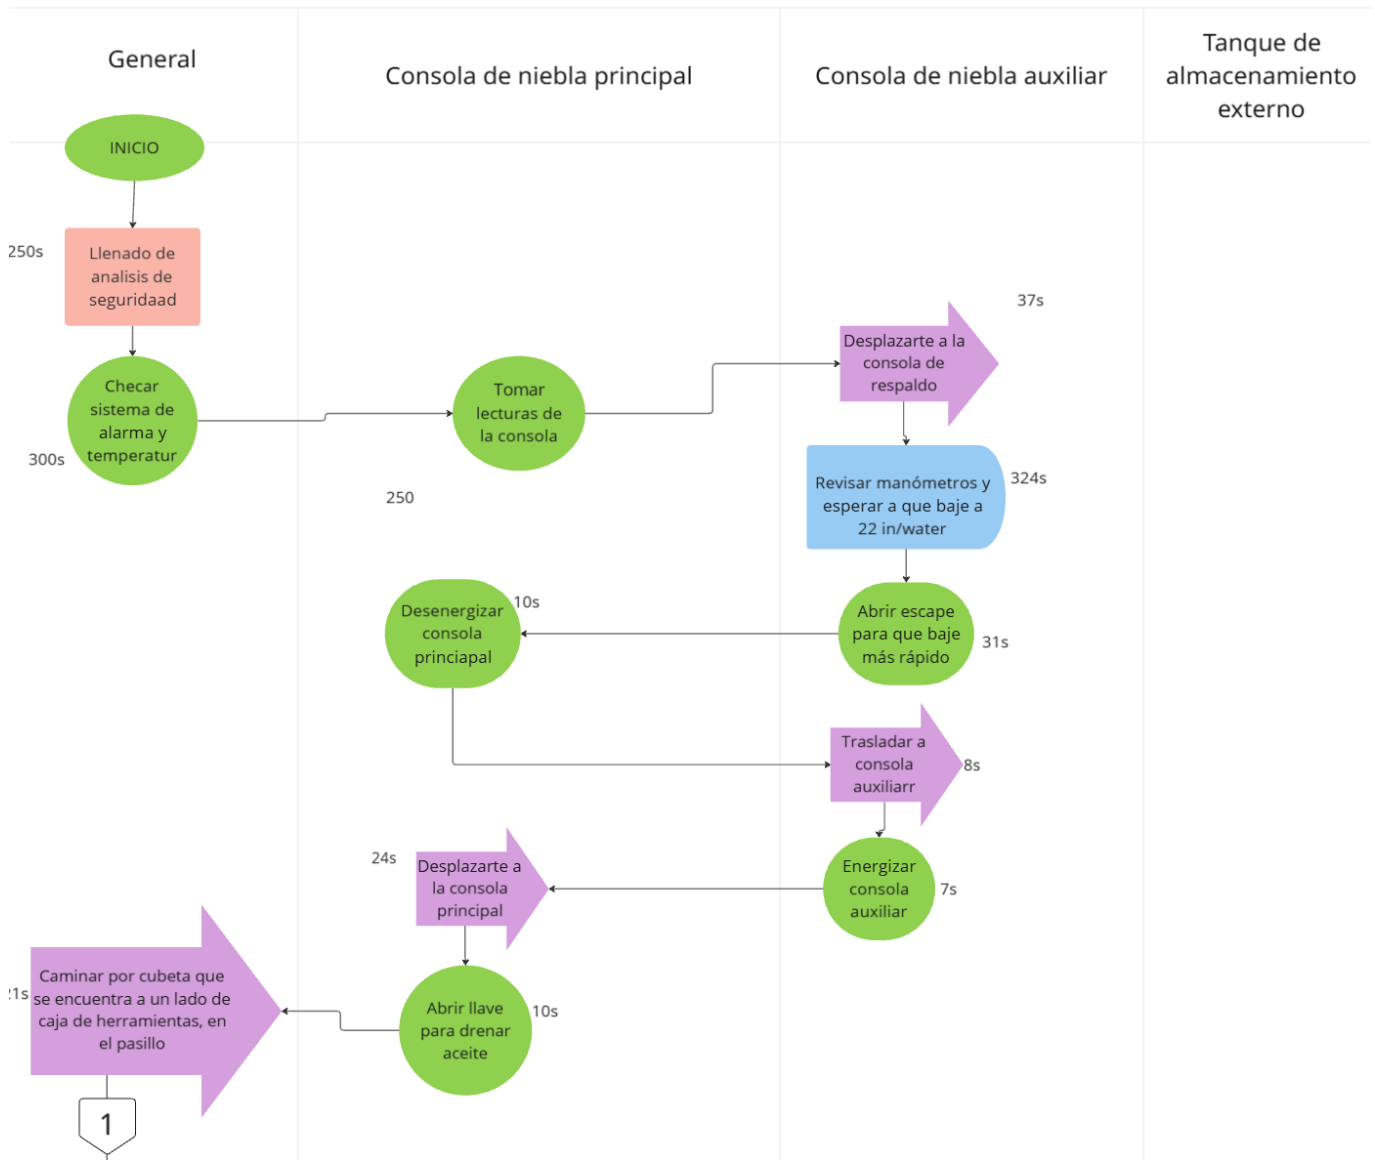 General
Consola de niebla principal
Consola de niebla auxiliar
Tanque de
almacenamiento
externo
INICIO
250s
Llenado de
analisis de
seguridaad
Checar
sistema de
alarma y
temperatur
300s
Tomar
lecturas de
la consola
250
37s
Desplazarte a la
consola de
respaldo
Revisar manómetros y
esperar a que baje a
22 in/water
324s
Abrir escape
para que baje
más rápido
31s
Desenergizar
consola
princiapal
10s
Trasladar a
consola
auxiliarr
8s
Energizar
consola
auxiliar
7s
24s
Desplazarte a
la consola
principal
Abrir llave
para drenar
aceite
10s
Caminar por cubeta que
se encuentra a un lado de
caja de herramientas, en
el pasillo
1